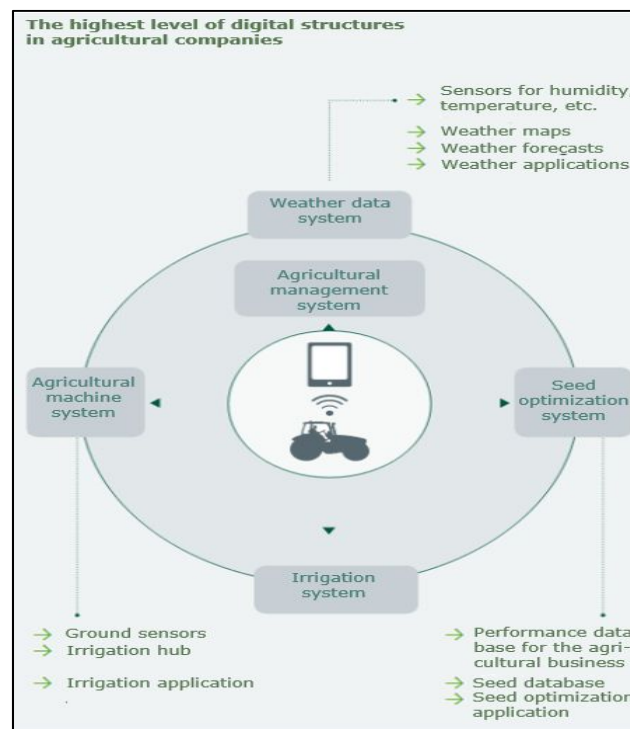 The highest level of digital structures
in agricultural companies
→ Sensors for humidity,
temperature, etc.
→ Weather maps
→ Weather forecasts
→ Weather applications
Weather data
system
Agricultural
management
system
Agricultural
machine
system
Seed
optimization
system
Irrigation
system
→ Ground sensors
→ Irrigation hub
→ Irrigation application
→ Performance data
base for the agri-
cultural business
→ Seed database
→ Seed optimization
application